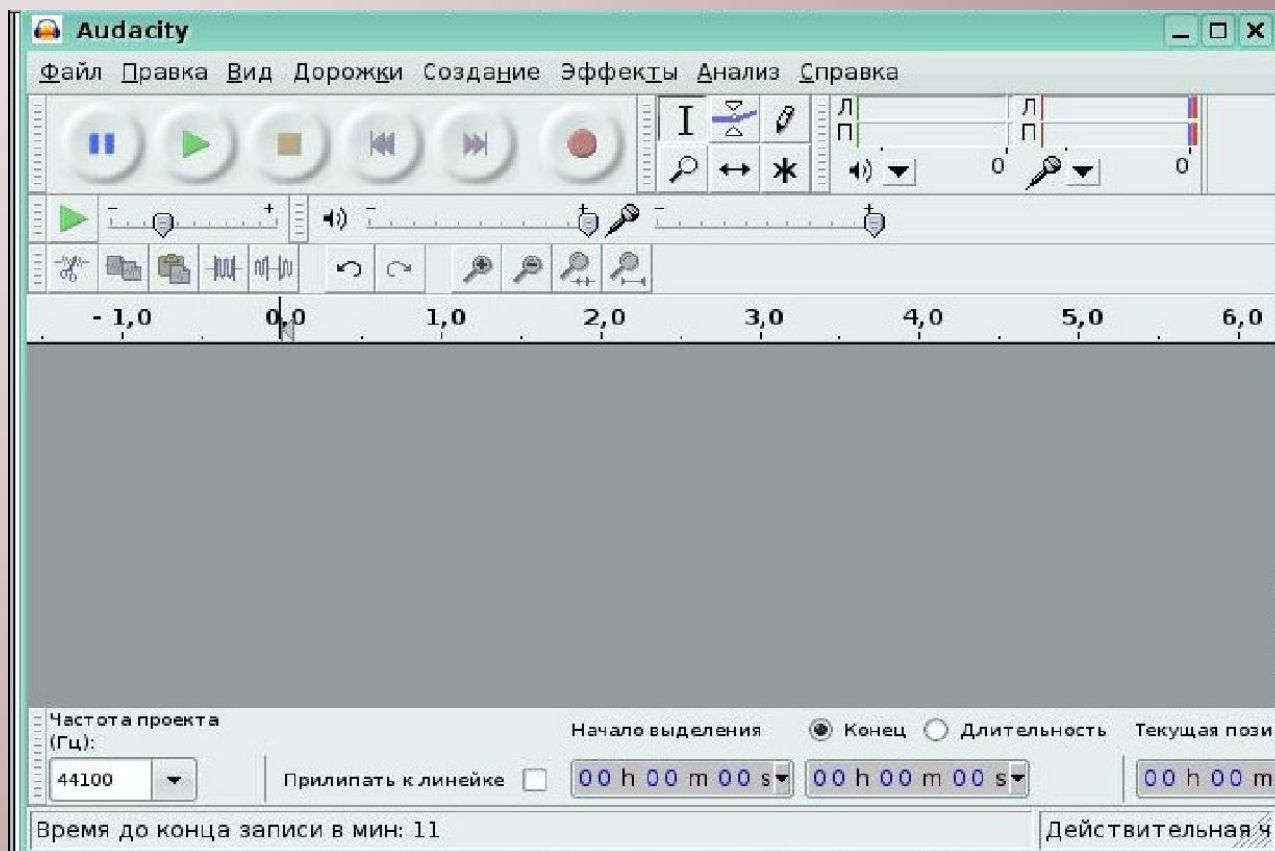 Audacity
Файл Правка Вид Дорожки Создание Эффекты Анализ Справка
Л
П
0
Л
П
0
- +
- +
- +
- 1,0 0,0 1,0 2,0 3,0 4,0 5,0 6,0
Частота проекта
(Гц):
44100
Прилипать к линейке
Начало выделения Конец Длительность Текущая пози
00 h 00 m 00 s 00 h 00 m 00 s 00 h 00 m
Время до конца записи в мин: 11
Действительная ч